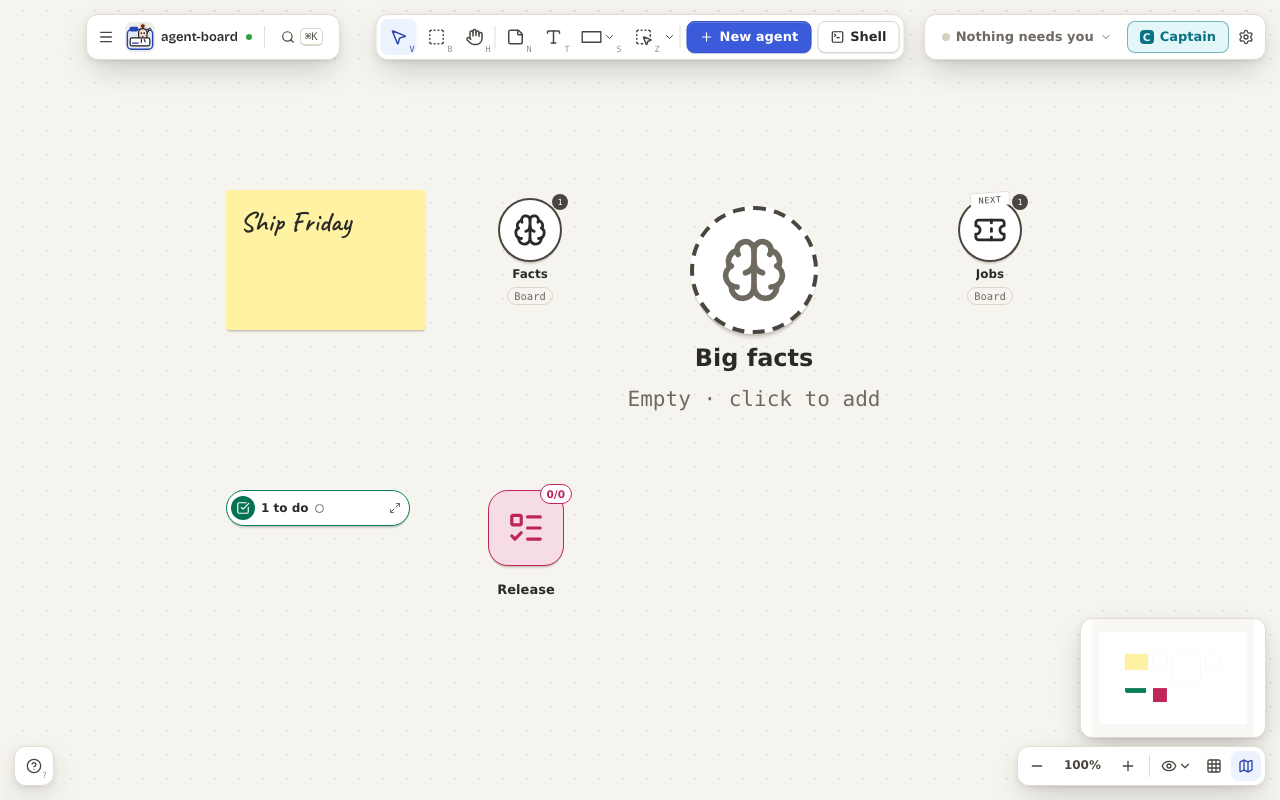 agent-board
⌘K
V
B
H
N
T
S
Z
+ New agent
Shell
Nothing needs you
C Captain
Ship Friday
1
Facts
Board
Big facts
Empty · click to add
NEXT
1
Jobs
Board
1 to do
0/0
Release
?
100%